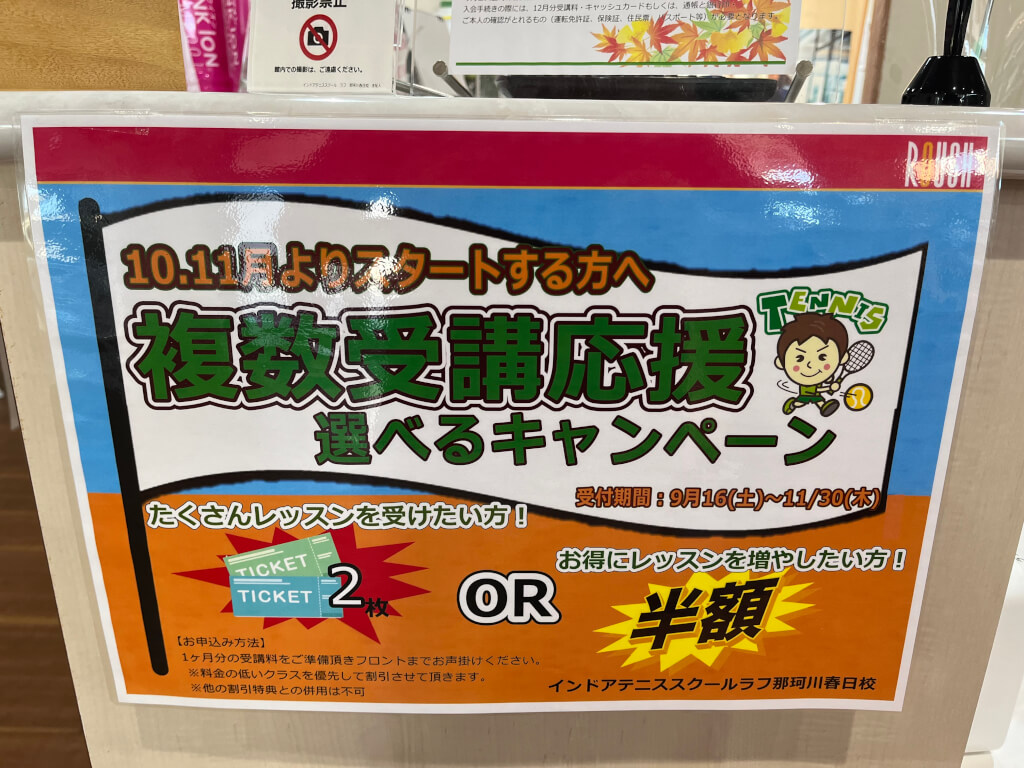 撮影禁止
館内での撮影は、ご遠慮ください。
入会手続きの際には、12月分受講料・キャッシュカードもしくは、通帳と
ご本人の確認がとれるもの(運転免許証、保険証、住民票、パスポート等)が必要となります。
ROUGH
10.11月よりスタートする方へ
複数受講応援
TENNIS
選べるキャンペーン
受付期間:9月16(土)~11/30(木)
たくさんレッスンを受けたい方!
TICKET
TICKET
2枚
OR
お得にレッスンを増やしたい方!
半額
【お申込み方法】
1ヶ月分の受講料をご準備頂きフロントまでお声掛けください。
※料金の低いクラスを優先して割引させて頂きます。
※他の割引特典との併用は不可
インドアテニススクールラフ那珂川春日校